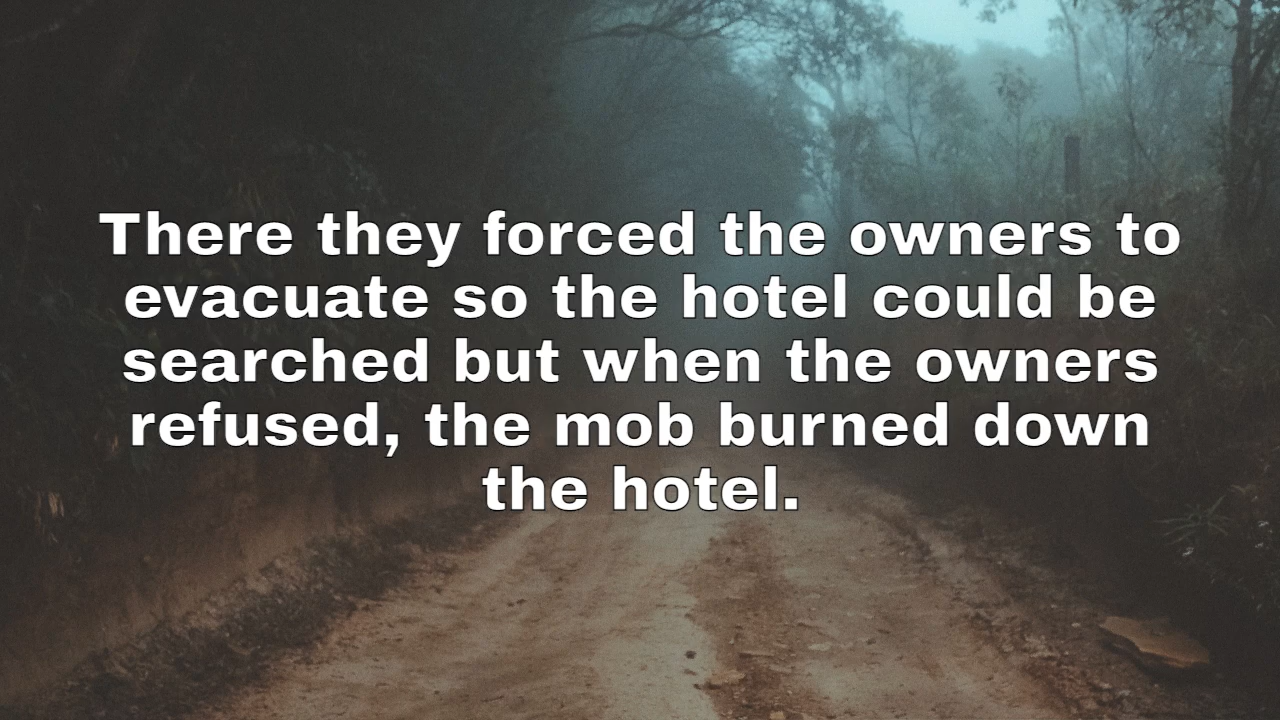 There they forced the owners to
evacuate so the hotel could be
searched but when the owners
refused, the mob burned down
the hotel.